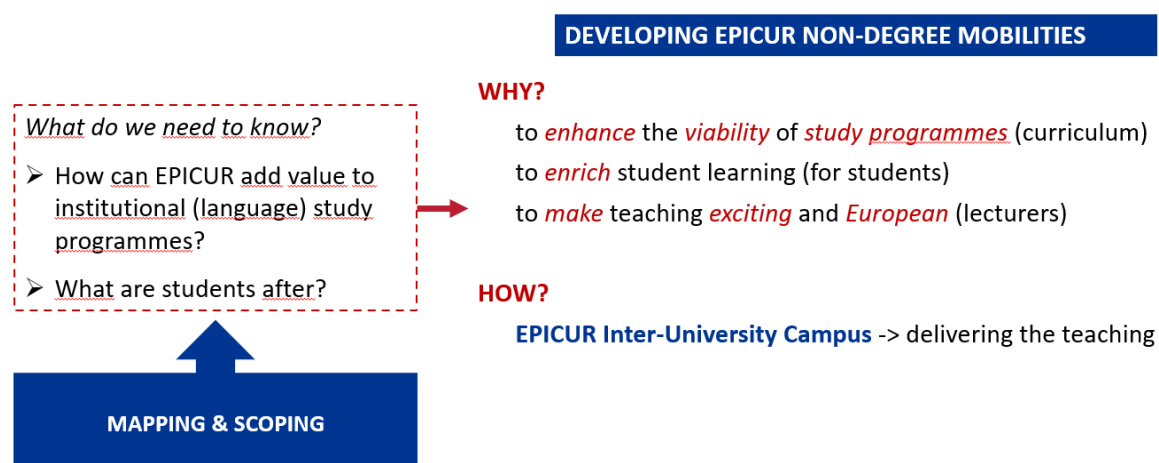 DEVELOPING EPICUR NON-DEGREE MOBILITIES
What do we need to know?
➢ How can EPICUR add value to
institutional (language) study
programmes?
➢ What are students after?
MAPPING & SCOPING
WHY?
to enhance the viability of study programmes (curriculum)
to enrich student learning (for students)
to make teaching exciting and European (lecturers)
HOW?
EPICUR Inter-University Campus -> delivering the teaching